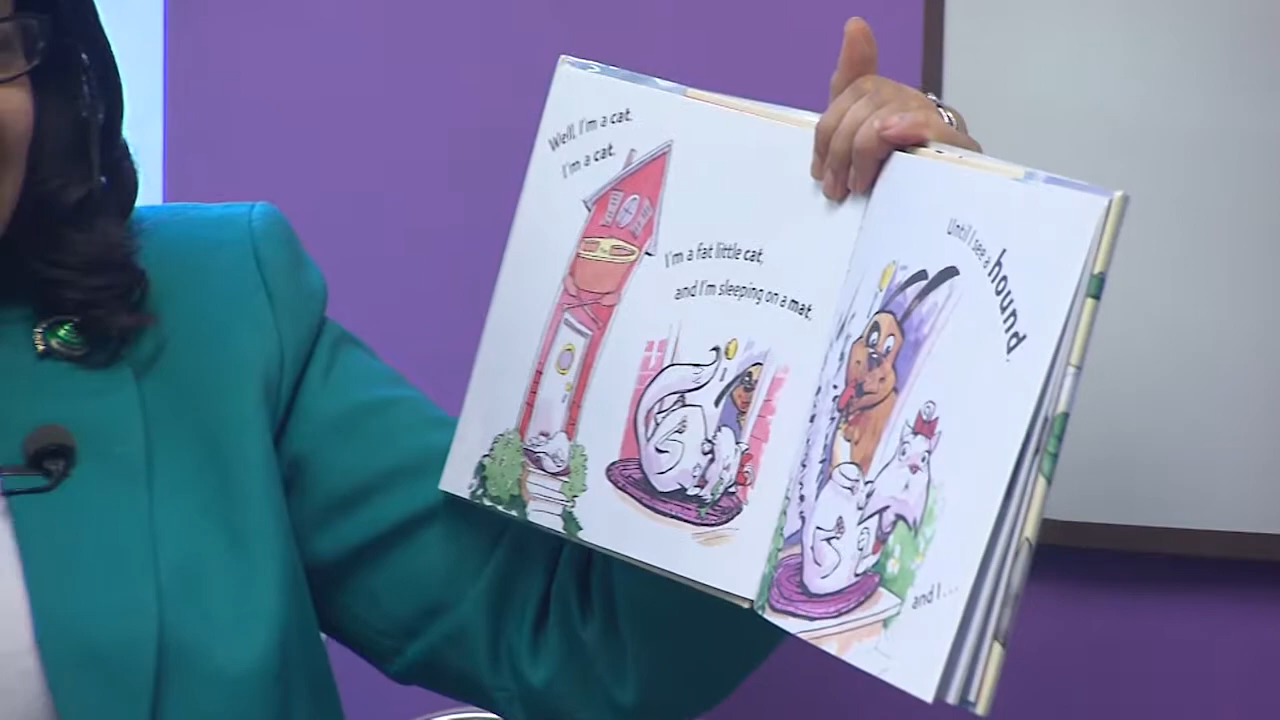 Well, I'm a cat.
I'm a cat.
I'm a fat little cat,
and I'm sleeping on a mat.
Until I see a hound,
and I . . .